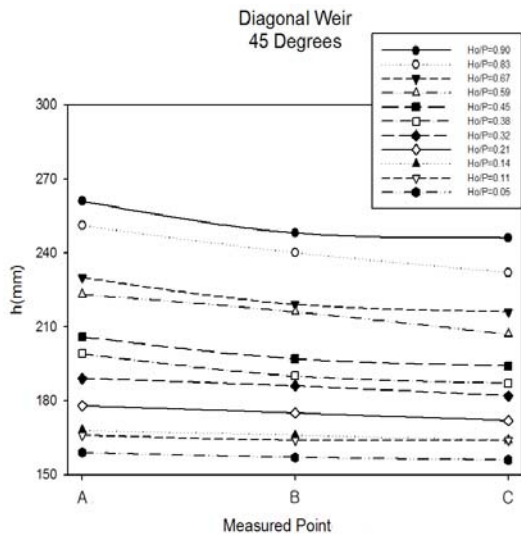 Diagonal Weir
45 Degrees
Ho/P=0.90
Ho/P=0.83
Ho/P=0.67
Ho/P=0.59
Ho/P=0.45
Ho/P=0.38
Ho/P=0.32
Ho/P=0.21
Ho/P=0.14
Ho/P=0.11
Ho/P=0.05
300
270
240
210
180
150
h(mm)
A B C
Measured Point